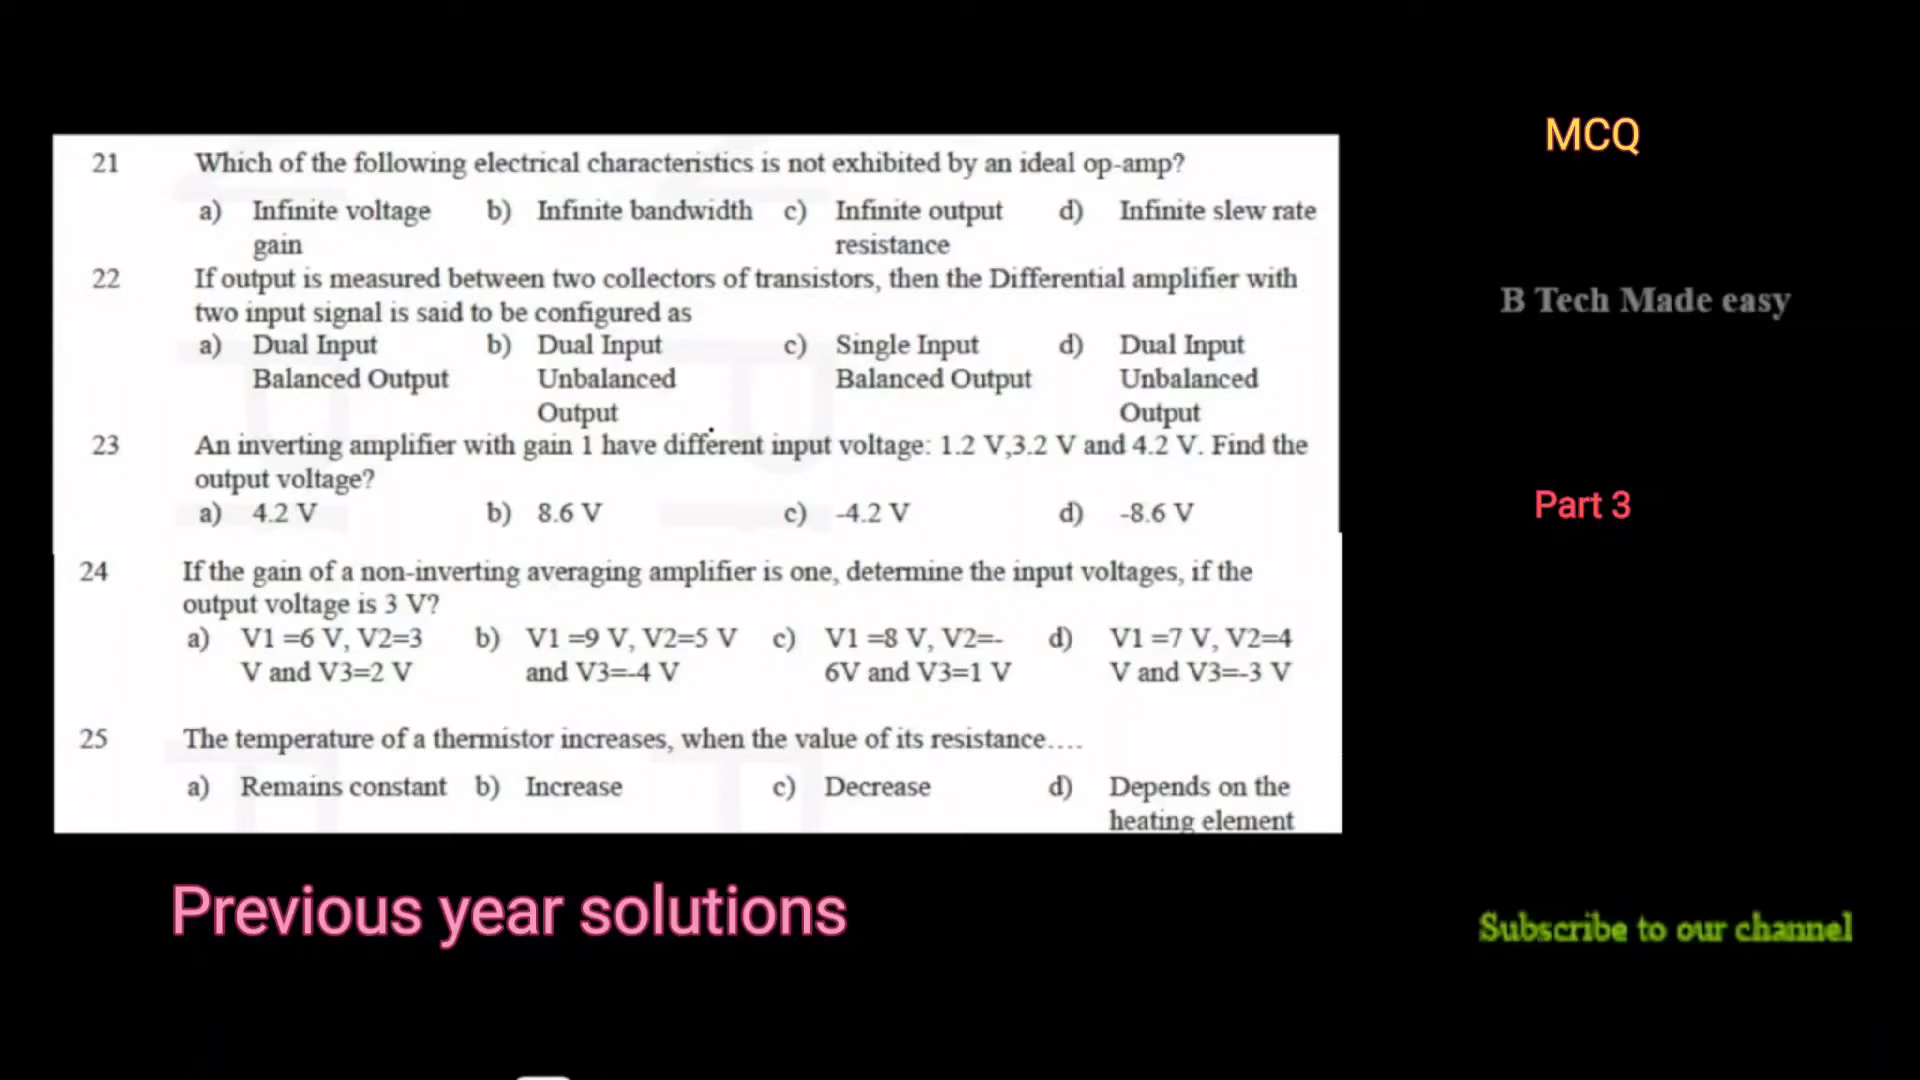 MCQ
21 Which of the following electrical characteristics is not exhibited by an ideal op-amp?
a) Infinite voltage b) Infinite bandwidth c) Infinite output d) Infinite slew rate
gain resistance
22 If output is measured between two collectors of transistors, then the Differential amplifier with
two input signal is said to be configured as
a) Dual Input b) Dual Input c) Single Input d) Dual Input
Balanced Output Unbalanced Balanced Output Unbalanced
Output Output
23 An inverting amplifier with gain 1 have different input voltage: 1.2 V,3.2 V and 4.2 V. Find the
output voltage?
a) 4.2 V b) 8.6 V c) -4.2 V d) -8.6 V
24 If the gain of a non-inverting averaging amplifier is one, determine the input voltages, if the
output voltage is 3 V?
a) V1 =6 V, V2=3 b) V1 =9 V, V2=5 V c) V1 =8 V, V2=- d) V1 =7 V, V2=4
V and V3=2 V and V3=-4 V 6V and V3=1 V V and V3=-3 V
25 The temperature of a thermistor increases, when the value of its resistance....
a) Remains constant b) Increase c) Decrease d) Depends on the
heating element
B Tech Made easy
Part 3
Previous year solutions
Subscribe to our channel